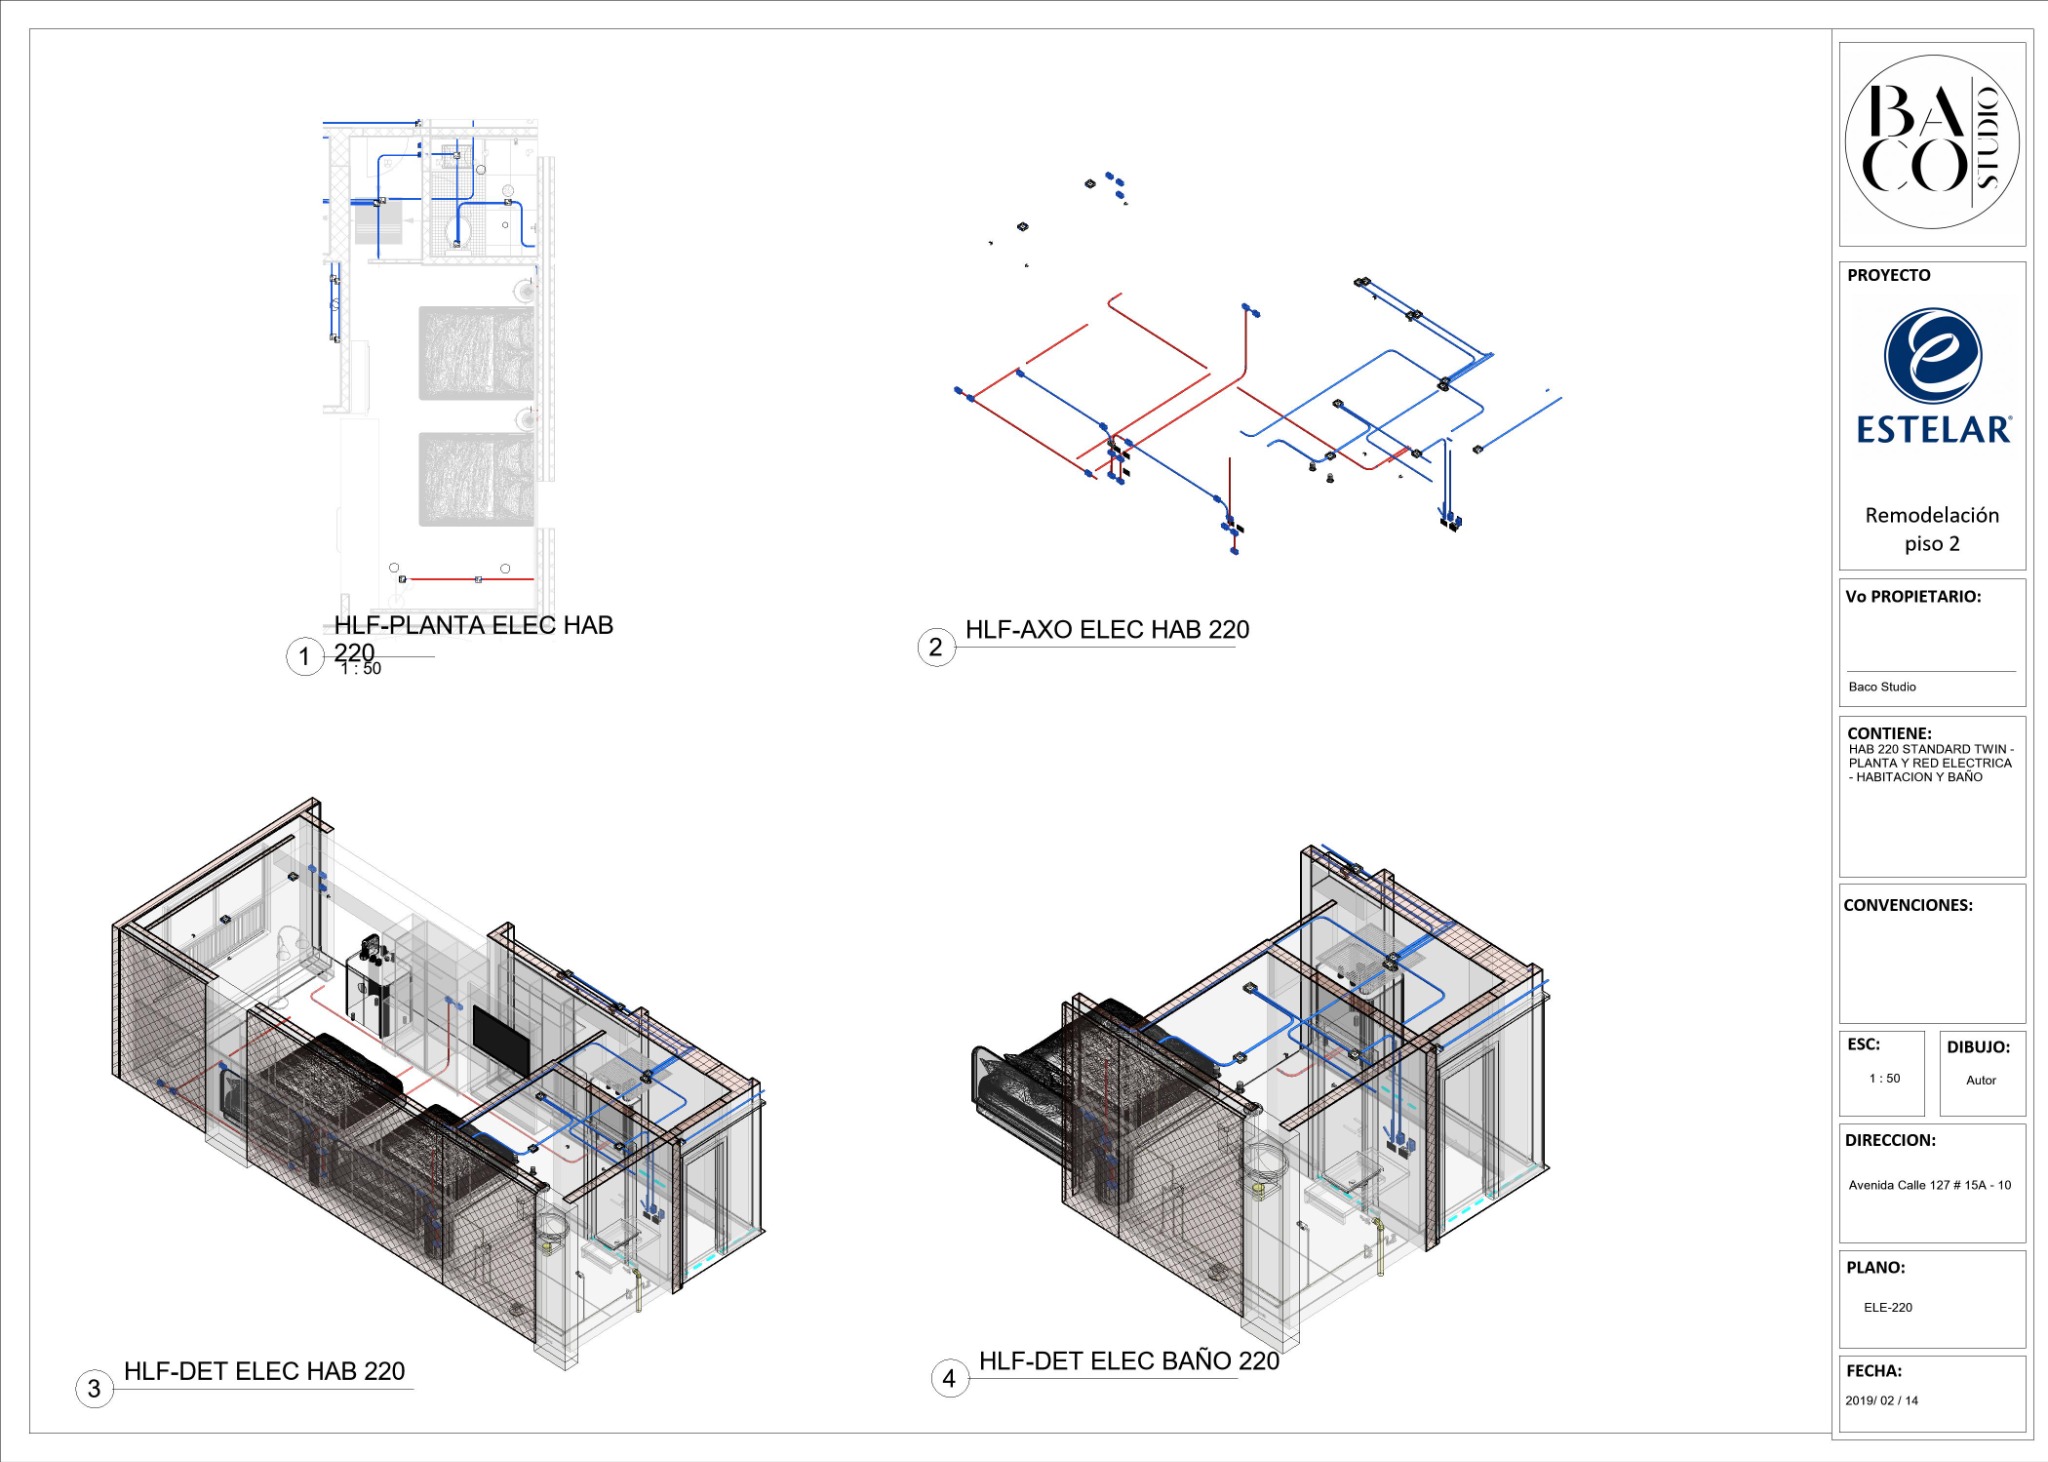 HLF-PLANTA ELEC HAB
220
1
1 : 50
2
HLF-AXO ELEC HAB 220
3
HLF-DET ELEC HAB 220
4
HLF-DET ELEC BAÑO 220
BA
CO
STUDIO
PROYECTO
ESTELAR®
Remodelación
piso 2
Vo PROPIETARIO:
Baco Studio
CONTIENE:
HAB 220 STANDARD TWIN -
PLANTA Y RED ELECTRICA
- HABITACION Y BAÑO
CONVENCIONES:
ESC:
1 : 50
DIBUJO:
Autor
DIRECCION:
Avenida Calle 127 # 15A - 10
PLANO:
ELE-220
FECHA:
2019/ 02 / 14